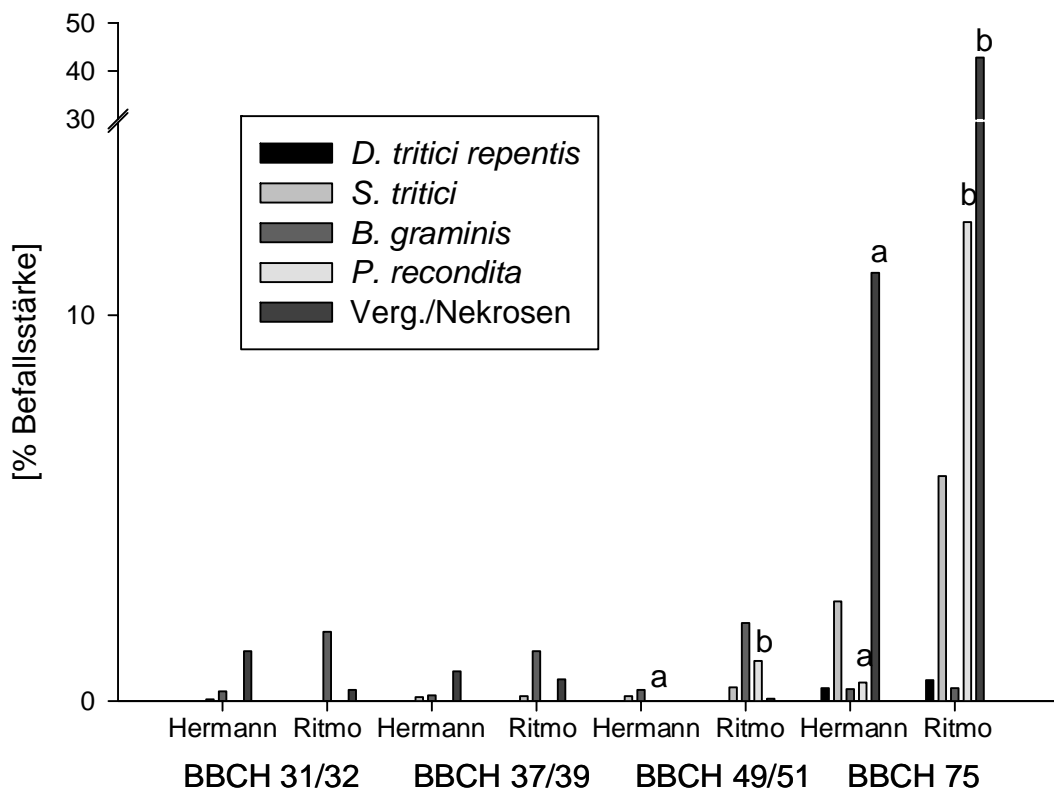 50
40
30
10
0
[% Befallsstärke]
D. tritici repentis
S. tritici
B. graminis
P. recondita
Verg./Nekrosen
a
b
a
a
b
b
Hermann Ritmo Hermann Ritmo Hermann Ritmo Hermann Ritmo
BBCH 31/32 BBCH 37/39 BBCH 49/51 BBCH 75